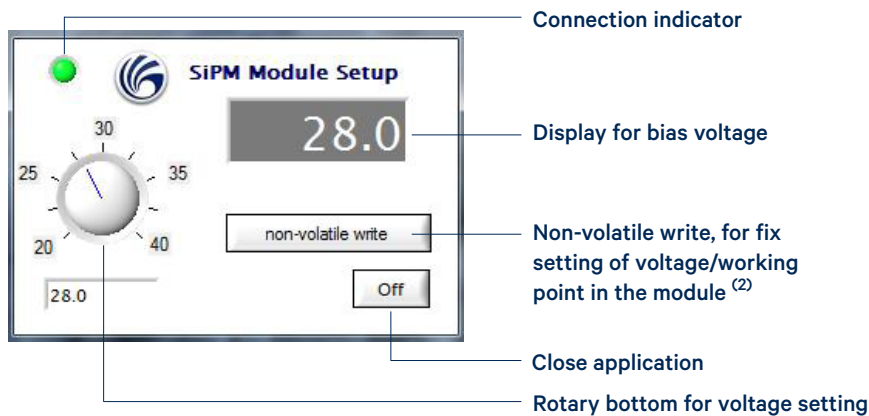 Connection indicator
SiPM Module Setup
28.0
Display for bias voltage
30
25
35
20
40
28.0
non-volatile write
Non-volatile write, for fix
setting of voltage/working
point in the module (2)
Off
Close application
Rotary bottom for voltage setting